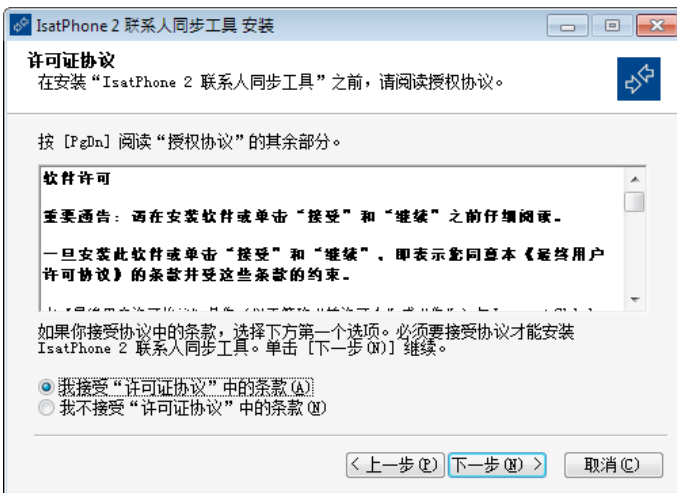 IsatPhone 2 联系人同步工具 安装
许可证协议
在安装“IsatPhone 2 联系人同步工具”之前，请阅读授权协议。
按 [PgDn] 阅读“授权协议”的其余部分。
软件许可
重要通告：请在安装软件或单击“接受”和“继续”之前仔细阅读。
一旦安装此软件或单击“接受”和“继续”，即表示您同意本《最终用户
许可协议》的条款并受这些条款的约束。
如果你接受协议中的条款，选择下方第一个选项。必须要接受协议才能安装
IsatPhone 2 联系人同步工具。单击 [下一步(N)] 继续。
我接受“许可证协议”中的条款(A)
我不接受“许可证协议”中的条款(N)
< 上一步(P)
下一步(N) >
取消(C)